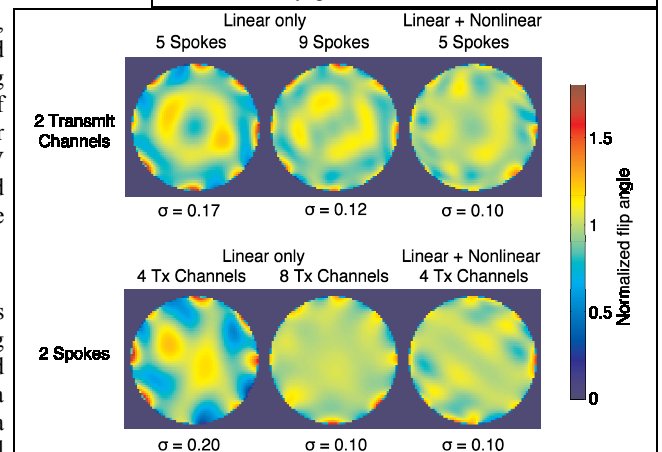 Linear only Linear + Nonlinear
5 Spokes 9 Spokes 5 Spokes
2 Transmit
Channels
σ = 0.17 σ = 0.12 σ = 0.10
Linear only Linear + Nonlinear
4 Tx Channels 8 Tx Channels 4 Tx Channels
2 Spokes
σ = 0.20 σ = 0.10 σ = 0.10
1.5
1
0.5
0
Normalized flip angle